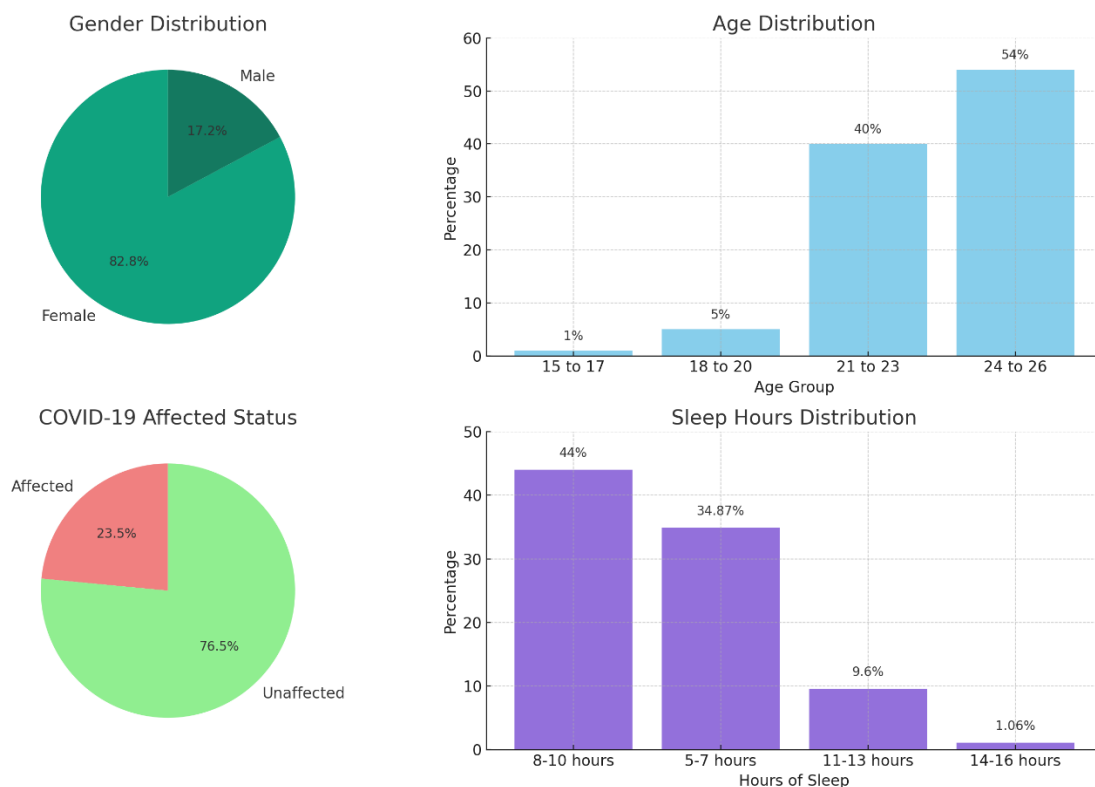 Gender Distribution
Male
17.2%
82.8%
Female
Age Distribution
Percentage
60
50
40
30
20
10
0
1%
5%
40%
54%
15 to 17
18 to 20
21 to 23
24 to 26
Age Group
COVID-19 Affected Status
Affected
23.5%
76.5%
Unaffected
Sleep Hours Distribution
Percentage
50
40
30
20
10
0
44%
34.87%
9.6%
1.06%
8-10 hours
5-7 hours
11-13 hours
14-16 hours
Hours of Sleep